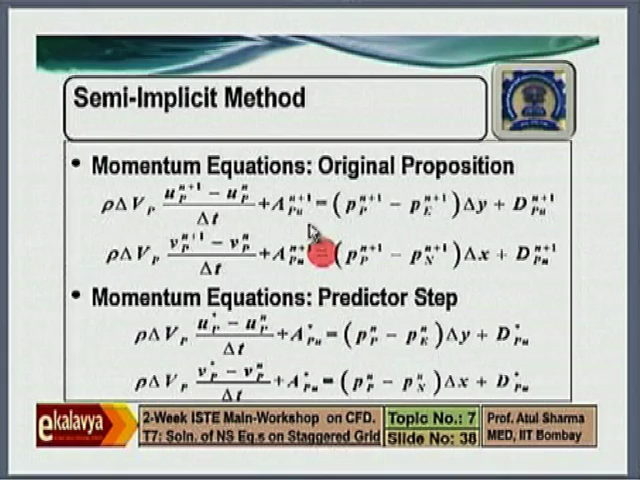 Semi-Implicit Method
• Momentum Equations: Original Proposition
ρΔV_P (u_P^{n+1} − u_P^n)/Δt + A_{Pu}^{n+1} = (p_P^{n+1} − p_E^{n+1})Δy + D_{Pu}^{n+1}
ρΔV_P (v_P^{n+1} − v_P^n)/Δt + A_{Pu}^{n+1} = (p_P^{n+1} − p_N^{n+1})Δx + D_{Pu}^{n+1}
• Momentum Equations: Predictor Step
ρΔV_P (u_P^* − u_P^n)/Δt + A_{Pu}^* = (p_P^n − p_E^n)Δy + D_{Pu}^*
ρΔV_P (v_P^* − v_P^n)/Δt + A_{Pu}^* = (p_P^n − p_N^n)Δx + D_{Pu}^*
ekalavya
2-Week ISTE Main-Workshop on CFD.
T7: Soln. of NS Eq.s on Staggered Grid
Topic No.: 7
Slide No: 38
Prof. Atul Sharma
MED, IIT Bombay